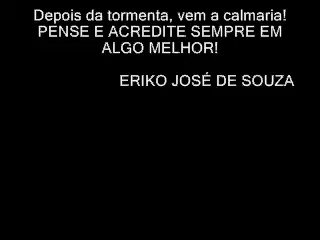 Depois da tormenta, vem a calmaria!
PENSE E ACREDITE SEMPRE EM
ALGO MELHOR!
ERIKO JOSÉ DE SOUZA